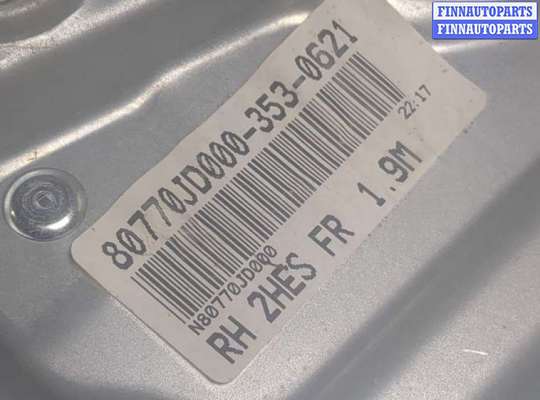 FINNAUTOPARTS
FINNAUTOPARTS
80770JD000-353-0621
22:17
N80770JD000
RH 2HES FR 1.9M